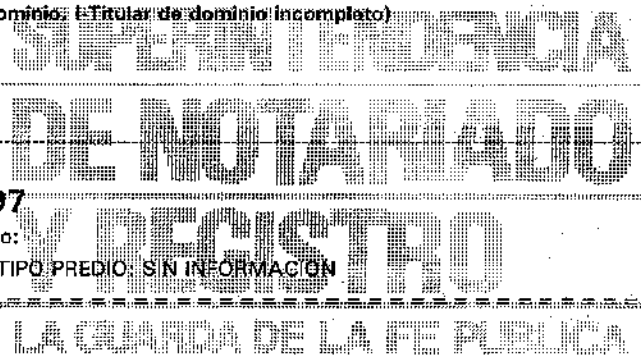 ominio, I-Titular de dominio incompleto)
SUPERINTENDENCIA
DE NOTARIADO
97
Y REGISTRO
o:
TIPO PREDIO: SIN INFORMACION
LA GUARDA DE LA FE PUBLICA